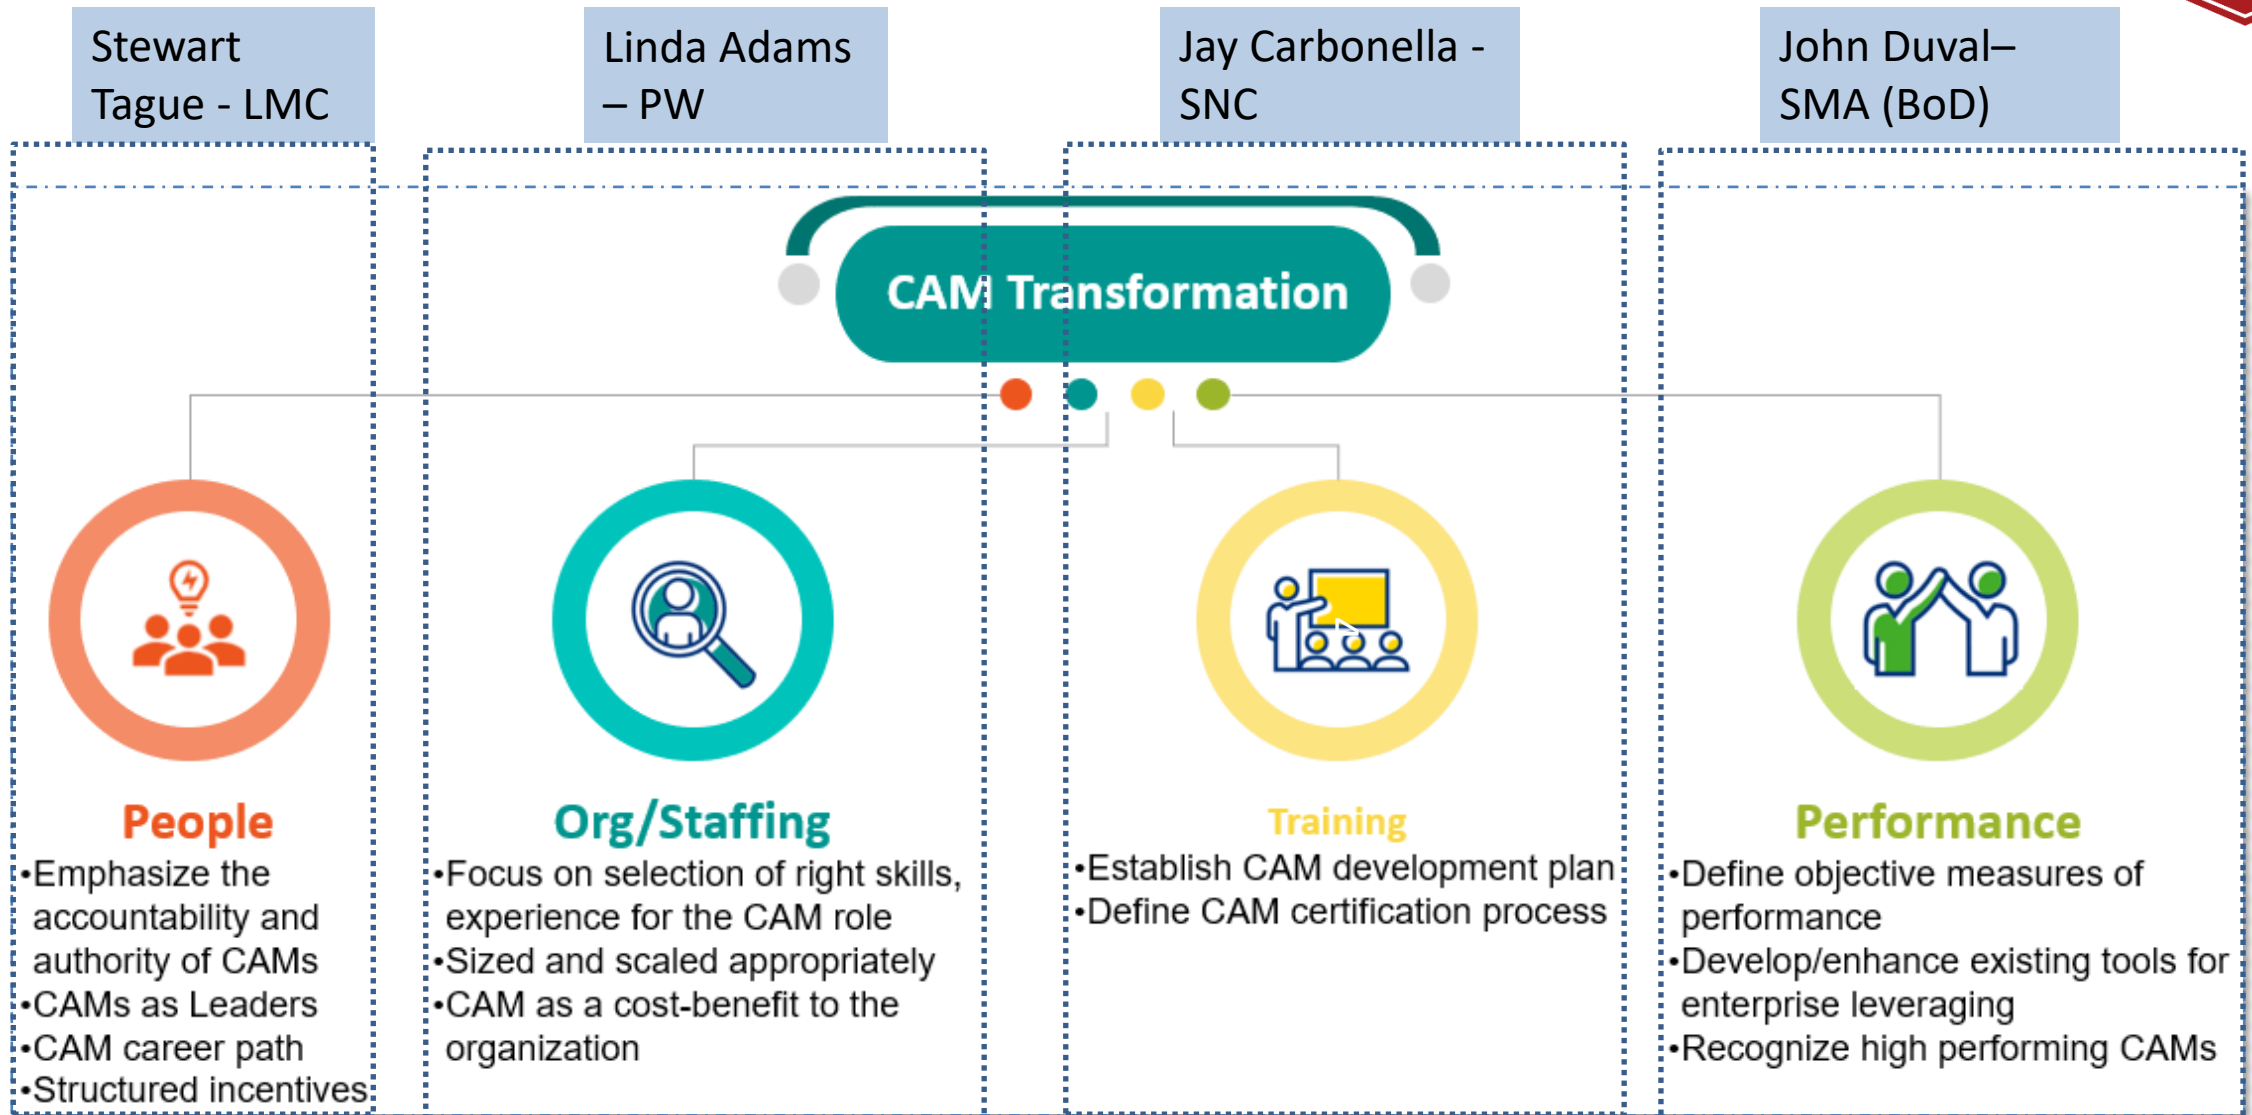 Stewart
Tague - LMC
Linda Adams
– PW
Jay Carbonella -
SNC
John Duval–
SMA (BoD)
CAM Transformation
People
•Emphasize the
accountability and
authority of CAMs
•CAMs as Leaders
•CAM career path
•Structured incentives
Org/Staffing
•Focus on selection of right skills,
experience for the CAM role
•Sized and scaled appropriately
•CAM as a cost-benefit to the
organization
Training
•Establish CAM development plan
•Define CAM certification process
Performance
•Define objective measures of
performance
•Develop/enhance existing tools for
enterprise leveraging
•Recognize high performing CAMs